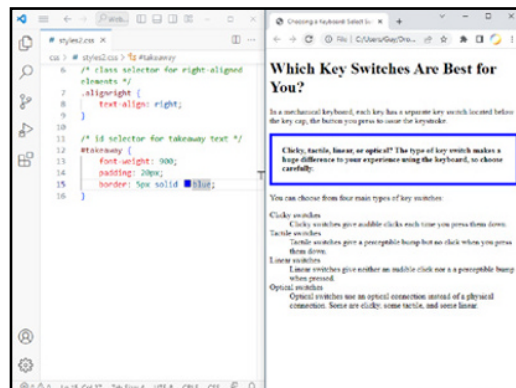 styles2.css
css > styles2.css > #takeaway
6 /* class selector for right-aligned
elements */
7 .alignright {
8 text-align: right;
9 }
10
11 /* id selector for takeaway text */
12 #takeaway {
13 font-weight: 900;
14 padding: 20px;
15 border: 5px solid blue;
16 }
Choosing a Keyboard Select
File C:/Users/Guy/Dro...
Which Key Switches Are Best for
You?
In a mechanical keyboard, each key has a separate key switch located below
the key cap, the button you press to issue the keystroke.
Clicky, tactile, linear, or optical? The type of key switch makes a
huge difference to your experience using the keyboard, so choose
carefully.
You can choose from four main types of key switches:
Clicky switches
Clicky switches give audible clicks each time you press them down.
Tactile switches
Tactile switches give a perceptible bump but no click when you press
them down.
Linear switches
Linear switches give neither an audible click nor a perceptible bump
when pressed.
Optical switches
Optical switches use an optical connection instead of a physical
connection. Some are clicky, some tactile, and some linear.